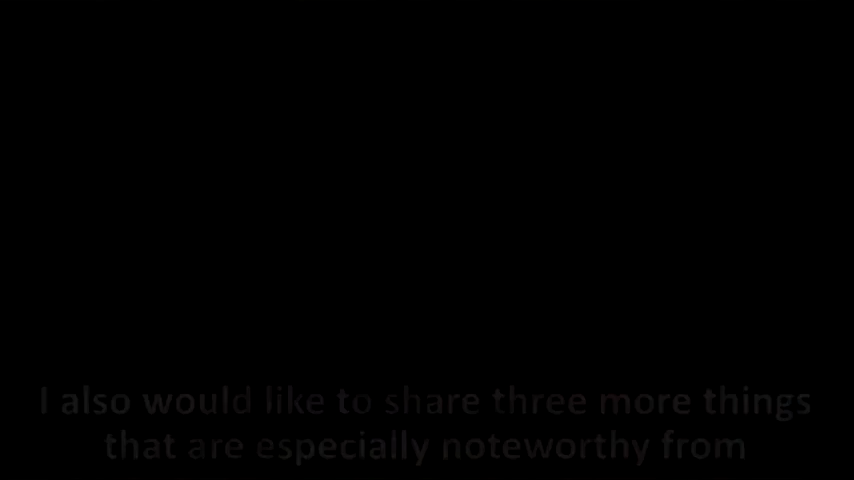 I also would like to share three more things
that are especially noteworthy from